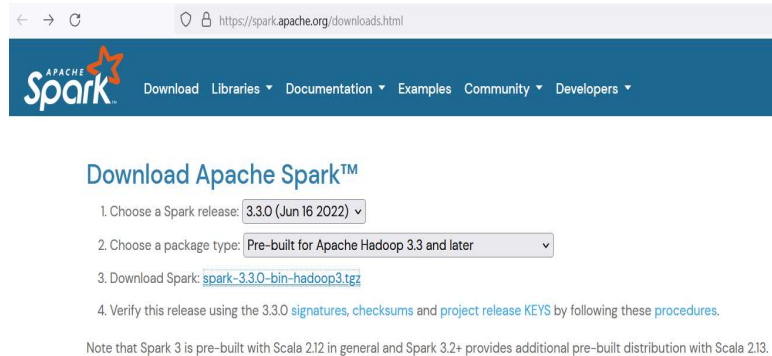 https://spark.apache.org/downloads.html
APACHE
Spark™
Download Libraries Documentation Examples Community Developers
Download Apache Spark™
1. Choose a Spark release: 3.3.0 (Jun 16 2022)
2. Choose a package type: Pre-built for Apache Hadoop 3.3 and later
3. Download Spark: spark-3.3.0-bin-hadoop3.tgz
4. Verify this release using the 3.3.0 signatures, checksums and project release KEYS by following these procedures.
Note that Spark 3 is pre-built with Scala 2.12 in general and Spark 3.2+ provides additional pre-built distribution with Scala 2.13.